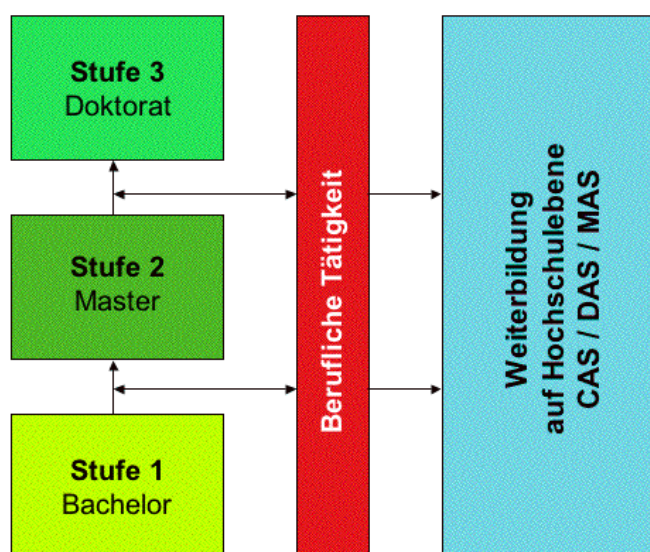 Stufe 3
Doktorat
Stufe 2
Master
Stufe 1
Bachelor
Berufliche Tätigkeit
Weiterbildung
auf Hochschulebene
CAS / DAS / MAS